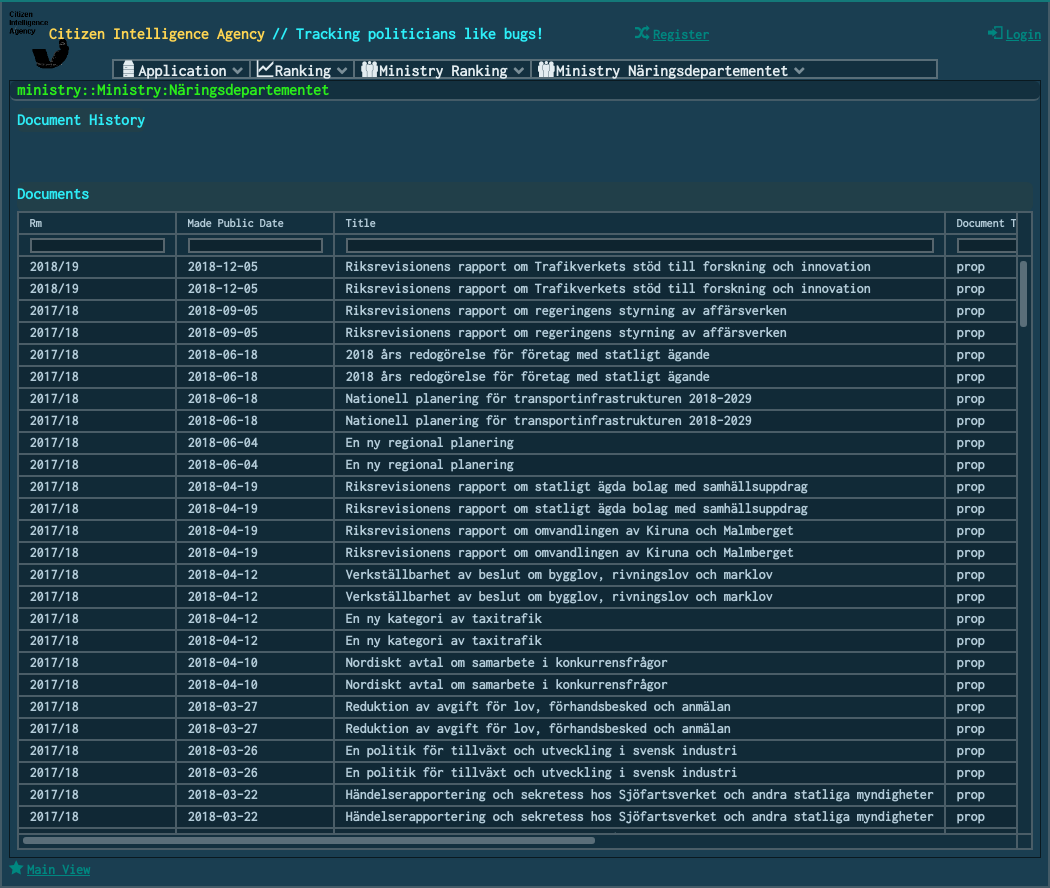 Citizen
Intelligence
Agency
Citizen Intelligence Agency // Tracking politicians like bugs!
Register
Login
Application
Ranking
Ministry Ranking
Ministry Näringsdepartementet
ministry::Ministry:Näringsdepartementet
Document History
Documents
Rm Made Public Date Title Document T
2018/19 2018-12-05 Riksrevisionens rapport om Trafikverkets stöd till forskning och innovation prop
2018/19 2018-12-05 Riksrevisionens rapport om Trafikverkets stöd till forskning och innovation prop
2017/18 2018-09-05 Riksrevisionens rapport om regeringens styrning av affärsverken prop
2017/18 2018-09-05 Riksrevisionens rapport om regeringens styrning av affärsverken prop
2017/18 2018-06-18 2018 års redogörelse för företag med statligt ägande prop
2017/18 2018-06-18 2018 års redogörelse för företag med statligt ägande prop
2017/18 2018-06-18 Nationell planering för transportinfrastrukturen 2018-2029 prop
2017/18 2018-06-18 Nationell planering för transportinfrastrukturen 2018-2029 prop
2017/18 2018-06-04 En ny regional planering prop
2017/18 2018-06-04 En ny regional planering prop
2017/18 2018-04-19 Riksrevisionens rapport om statligt ägda bolag med samhällsuppdrag prop
2017/18 2018-04-19 Riksrevisionens rapport om statligt ägda bolag med samhällsuppdrag prop
2017/18 2018-04-19 Riksrevisionens rapport om omvandlingen av Kiruna och Malmberget prop
2017/18 2018-04-19 Riksrevisionens rapport om omvandlingen av Kiruna och Malmberget prop
2017/18 2018-04-12 Verkställbarhet av beslut om bygglov, rivningslov och marklov prop
2017/18 2018-04-12 Verkställbarhet av beslut om bygglov, rivningslov och marklov prop
2017/18 2018-04-12 En ny kategori av taxitrafik prop
2017/18 2018-04-12 En ny kategori av taxitrafik prop
2017/18 2018-04-10 Nordiskt avtal om samarbete i konkurrensfrågor prop
2017/18 2018-04-10 Nordiskt avtal om samarbete i konkurrensfrågor prop
2017/18 2018-03-27 Reduktion av avgift för lov, förhandsbesked och anmälan prop
2017/18 2018-03-27 Reduktion av avgift för lov, förhandsbesked och anmälan prop
2017/18 2018-03-26 En politik för tillväxt och utveckling i svensk industri prop
2017/18 2018-03-26 En politik för tillväxt och utveckling i svensk industri prop
2017/18 2018-03-22 Händelserapportering och sekretess hos Sjöfartsverket och andra statliga myndigheter prop
2017/18 2018-03-22 Händelserapportering och sekretess hos Sjöfartsverket och andra statliga myndigheter prop
Main View